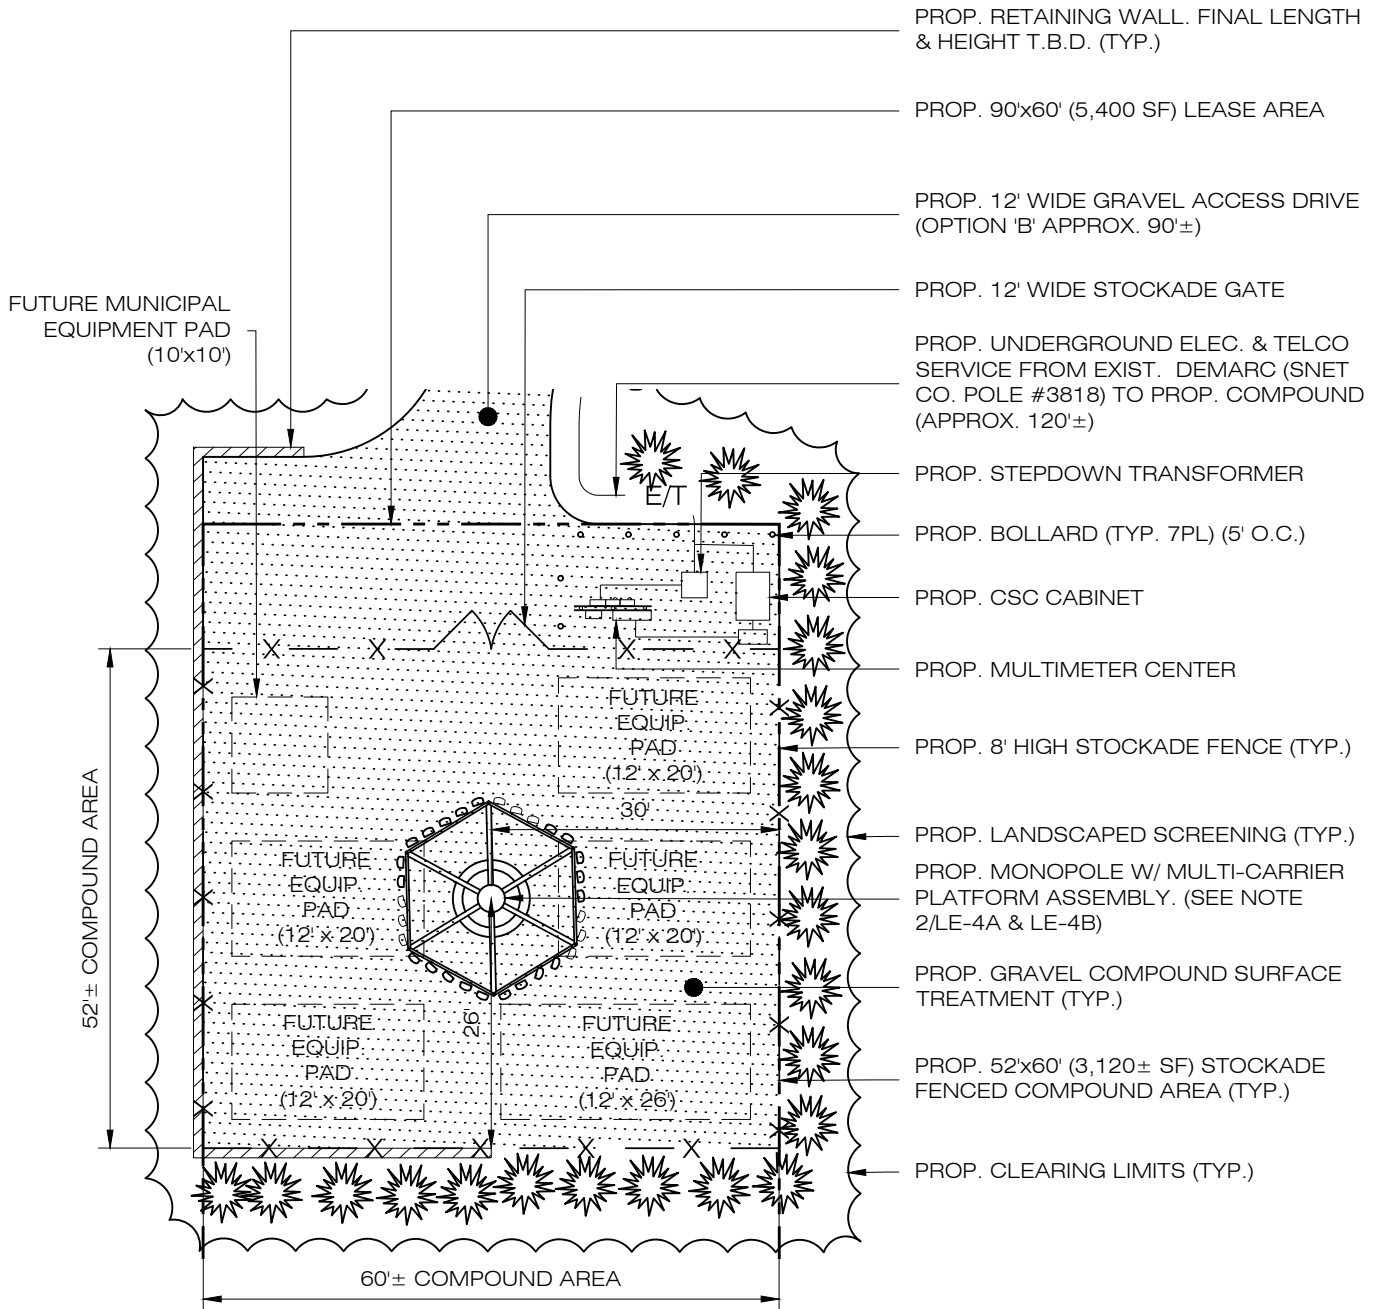 PROP. RETAINING WALL. FINAL LENGTH
& HEIGHT T.B.D. (TYP.)
PROP. 90'x60' (5,400 SF) LEASE AREA
PROP. 12' WIDE GRAVEL ACCESS DRIVE
(OPTION 'B' APPROX. 90'±)
PROP. 12' WIDE STOCKADE GATE
FUTURE MUNICIPAL
EQUIPMENT PAD
(10'x10')
PROP. UNDERGROUND ELEC. & TELCO
SERVICE FROM EXIST. DEMARC (SNET
CO. POLE #3818) TO PROP. COMPOUND
(APPROX. 120'±)
PROP. STEPDOWN TRANSFORMER
E/T
PROP. BOLLARD (TYP. 7PL) (5' O.C.)
PROP. CSC CABINET
PROP. MULTIMETER CENTER
FUTURE
EQUIP.
PAD
(12' x 20')
PROP. 8' HIGH STOCKADE FENCE (TYP.)
30'
PROP. LANDSCAPED SCREENING (TYP.)
52'± COMPOUND AREA
FUTURE
EQUIP.
PAD
(12' x 20')
FUTURE
EQUIP.
PAD
(12' x 20')
PROP. MONOPOLE W/ MULTI-CARRIER
PLATFORM ASSEMBLY. (SEE NOTE
2/LE-4A & LE-4B)
PROP. GRAVEL COMPOUND SURFACE
TREATMENT (TYP.)
26'
FUTURE
EQUIP.
PAD
(12' x 20')
FUTURE
EQUIP.
PAD
(12' x 26')
PROP. 52'x60' (3,120± SF) STOCKADE
FENCED COMPOUND AREA (TYP.)
PROP. CLEARING LIMITS (TYP.)
60'± COMPOUND AREA